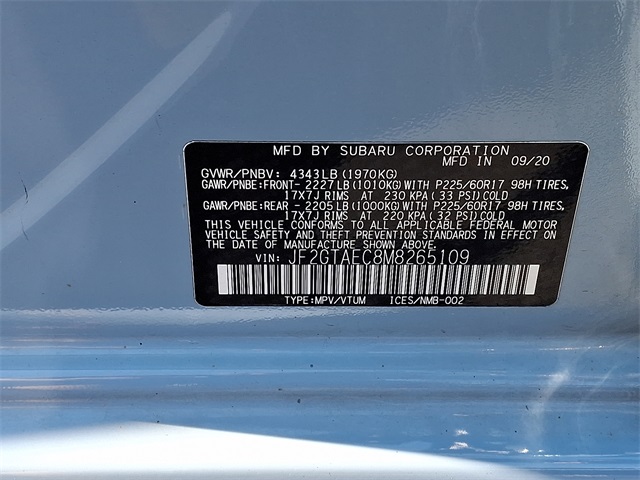 MFD BY SUBARU CORPORATION
MFD IN 09/20
GVWR/PNBV: 4343LB (1970KG)
GAWR/PNBE:FRONT- 2227LB (1010KG) WITH P225/60R17 98H TIRES,
17X7J RIMS AT 230 KPA (33 PSI) COLD
GAWR/PNBE:REAR - 2205LB (1000KG) WITH P225/60R17 98H TIRES,
17X7J RIMS AT 220 KPA (32 PSI) COLD
THIS VEHICLE CONFORMS TO ALL APPLICABLE FEDERAL MOTOR
VEHICLE SAFETY AND THEFT PREVENTION STANDARDS IN EFFECT ON
THE DATE OF MANUFACTURE SHOWN ABOVE.
VIN: JF2GTAEC8M8265109
TYPE:MPV/VTUM ICES/NMB-002